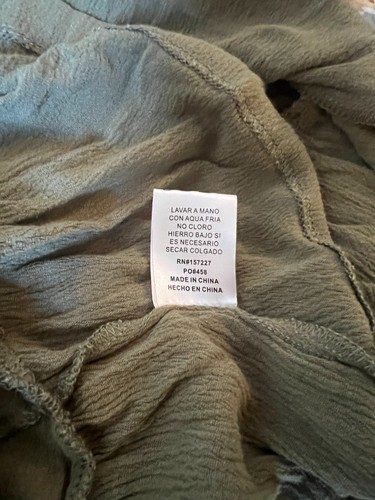 LAVAR A MANO
CON AQUA FRIA
NO CLORO
HIERRO BAJO SI
ES NECESARIO
SECAR COLGADO
RN#157227
PO#458
MADE IN CHINA
HECHO EN CHINA